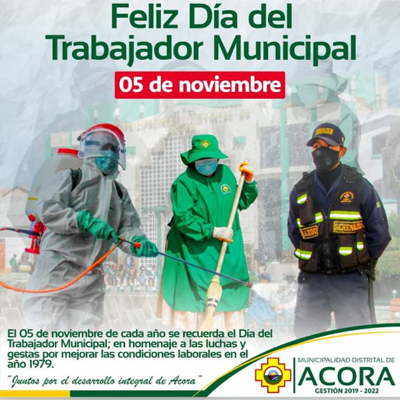 Feliz Día del
Trabajador Municipal
05 de noviembre
El 05 de noviembre de cada año se recuerda el Día del
Trabajador Municipal; en homenaje a las luchas y
gestas por mejorar las condiciones laborales en el
año 1979.
"Juntos por el desarrollo integral de Acora"
MUNICIPALIDAD DISTRITAL DE
ACORA
GESTIÓN 2019 - 2022